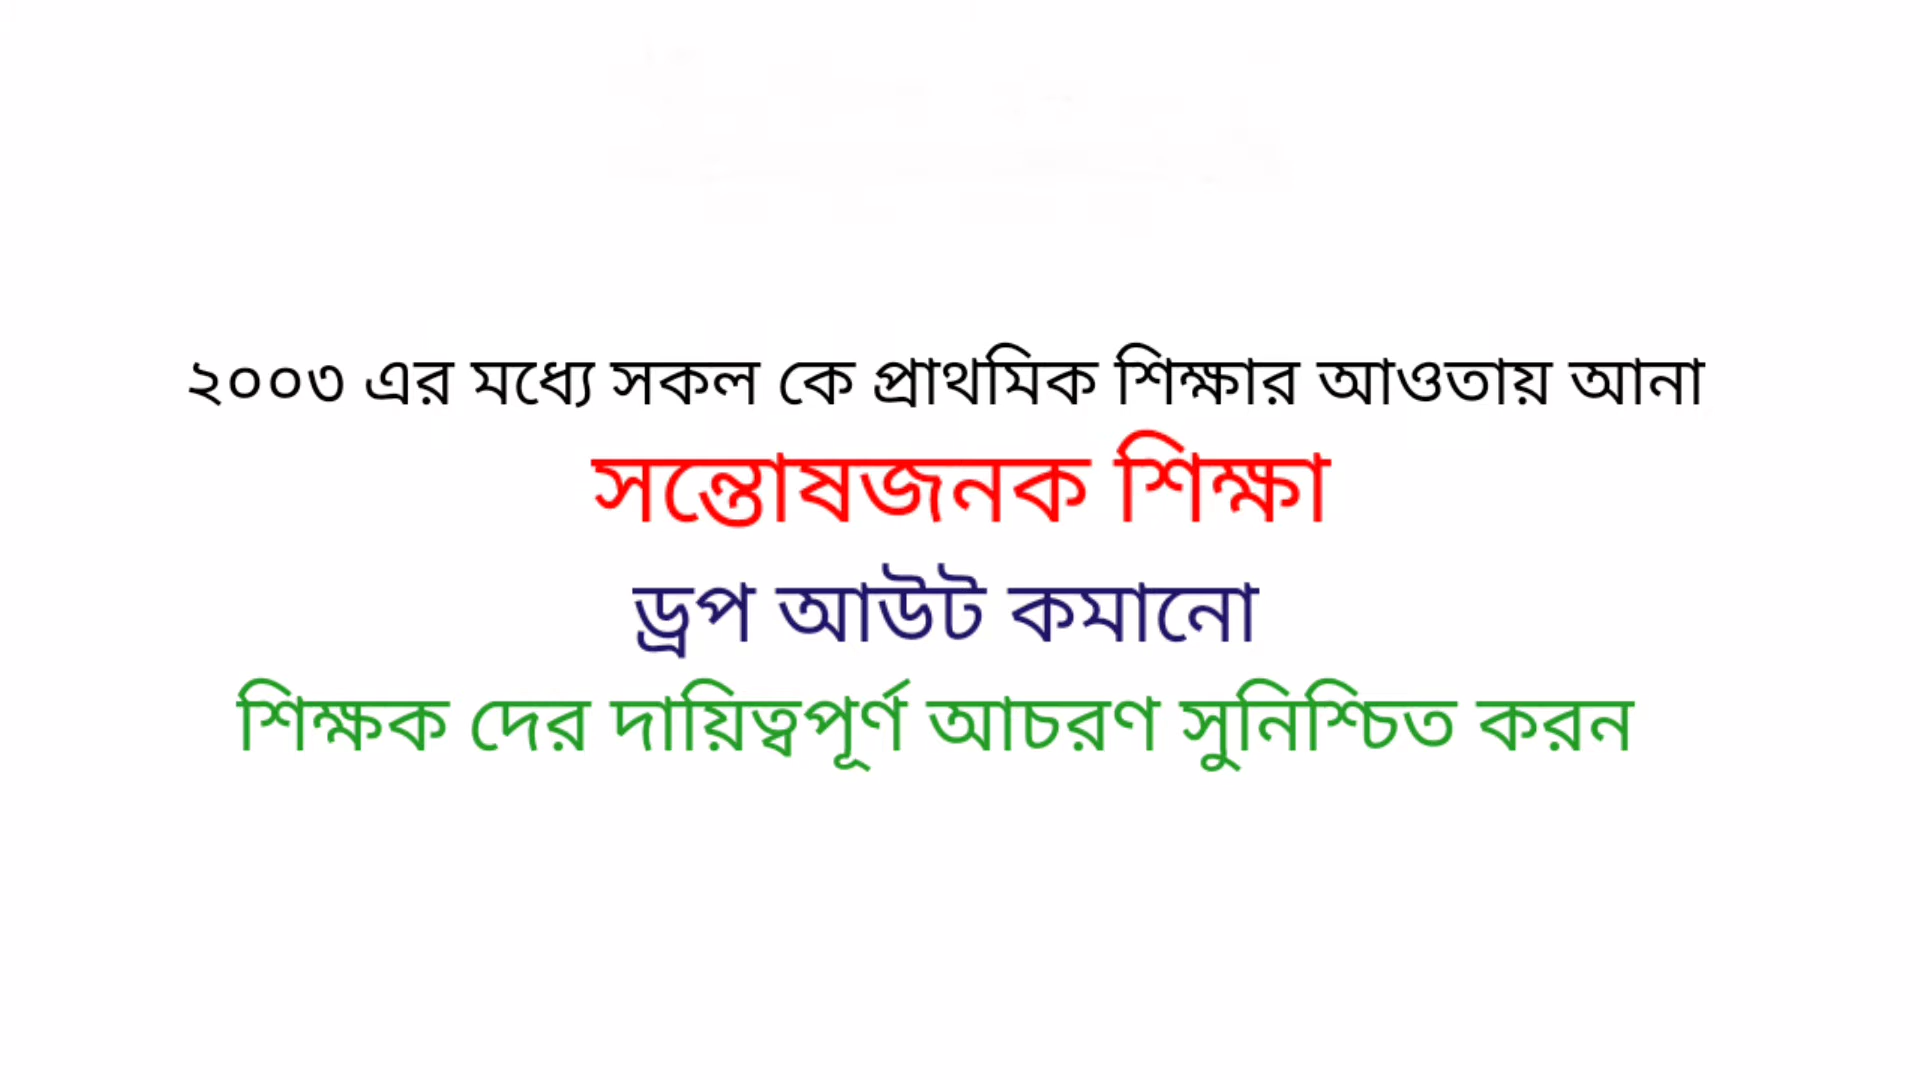 ২০০৩ এর মধ্যে সকল কে প্রাথমিক শিক্ষার আওতায় আনা
সন্তোষজনক শিক্ষা
ড্রপ আউট কমানো
শিক্ষক দের দায়িত্বপূর্ণ আচরণ সুনিশ্চিত করন